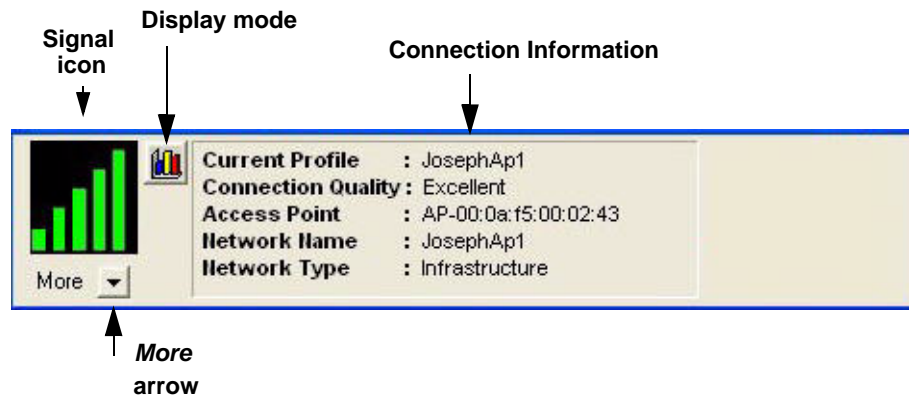 Display mode
Signal
icon
Connection Information
Current Profile : JosephAp1
Connection Quality : Excellent
Access Point : AP-00:0a:f5:00:02:43
Network Name : JosephAp1
Network Type : Infrastructure
More
More
arrow